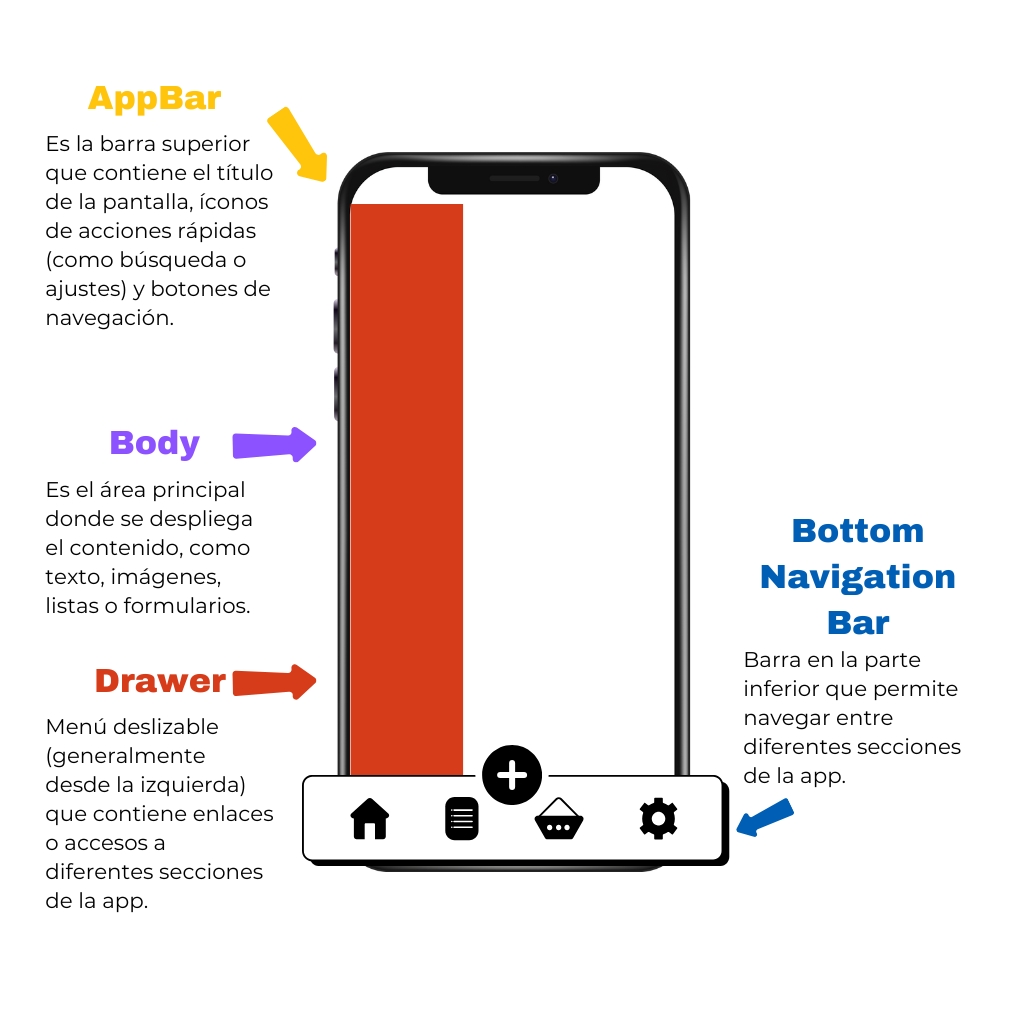 AppBar
Es la barra superior
que contiene el título
de la pantalla, íconos
de acciones rápidas
(como búsqueda o
ajustes) y botones de
navegación.
Body
Es el área principal
donde se despliega
el contenido, como
texto, imágenes,
listas o formularios.
Drawer
Menú deslizable
(generalmente
desde la izquierda)
que contiene enlaces
o accesos a
diferentes secciones
de la app.
Bottom
Navigation
Bar
Barra en la parte
inferior que permite
navegar entre
diferentes secciones
de la app.